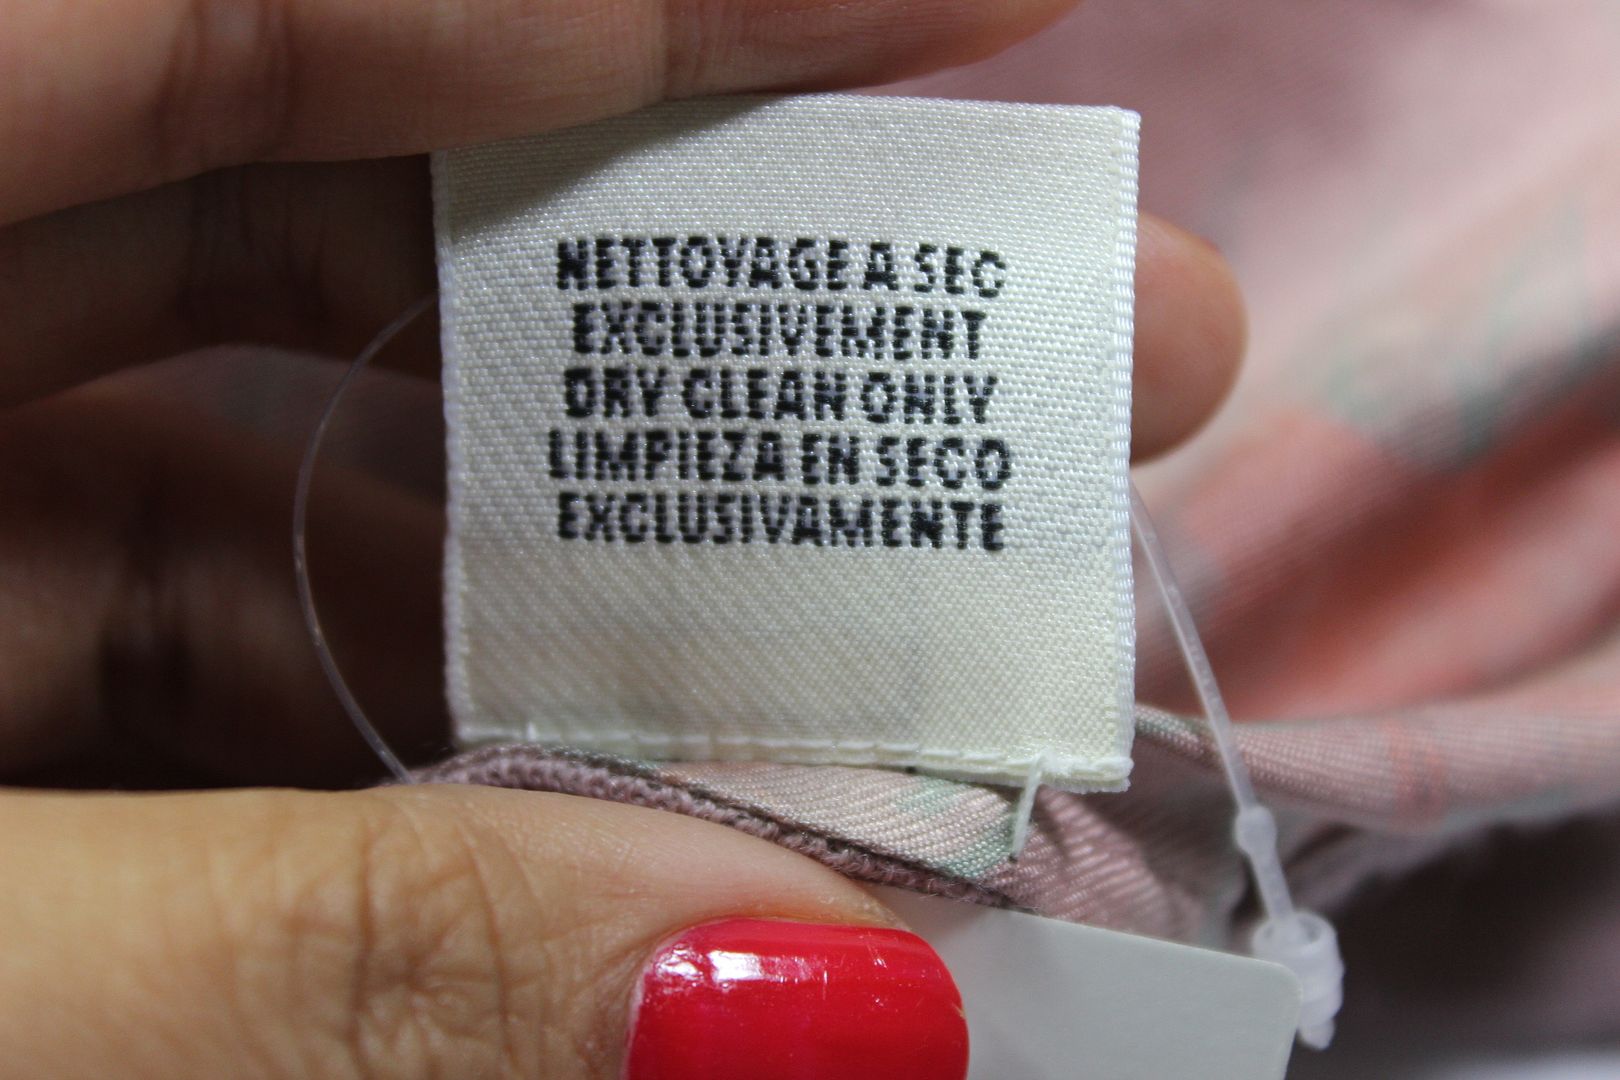 NETTOYAGE A SEC
EXCLUSIVEMENT
DRY CLEAN ONLY
LIMPIEZA EN SECO
EXCLUSIVAMENTE